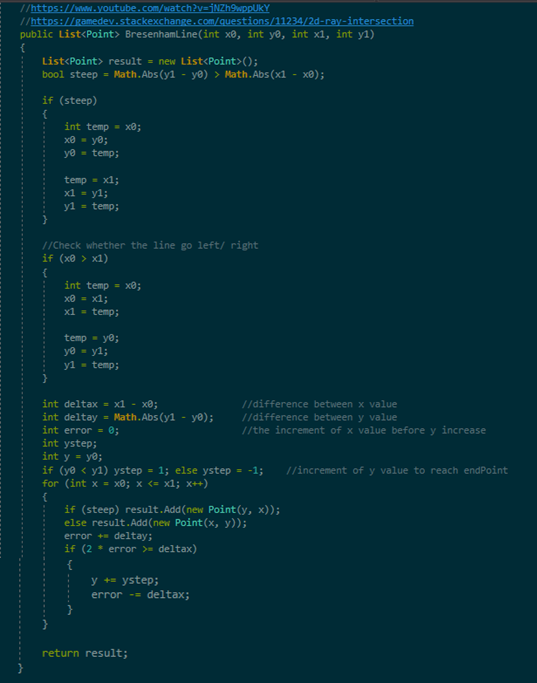 //https://www.youtube.com/watch?v=jNZh9wppUkY
//https://gamedev.stackexchange.com/questions/11234/2d-ray-intersection
public List<Point> BresenhamLine(int x0, int y0, int x1, int y1)
{
List<Point> result = new List<Point>();
bool steep = Math.Abs(y1 - y0) > Math.Abs(x1 - x0);
if (steep)
{
int temp = x0;
x0 = y0;
y0 = temp;
temp = x1;
x1 = y1;
y1 = temp;
}
//Check whether the line go left/ right
if (x0 > x1)
{
int temp = x0;
x0 = x1;
x1 = temp;
temp = y0;
y0 = y1;
y1 = temp;
}
int deltax = x1 - x0; //difference between x value
int deltay = Math.Abs(y1 - y0); //difference between y value
int error = 0; //the increment of x value before y increase
int ystep;
int y = y0;
if (y0 < y1) ystep = 1; else ystep = -1; //increment of y value to reach endPoint
for (int x = x0; x <= x1; x++)
{
if (steep) result.Add(new Point(y, x));
else result.Add(new Point(x, y));
error += deltay;
if (2 * error >= deltax)
{
y += ystep;
error -= deltax;
}
}
return result;
}